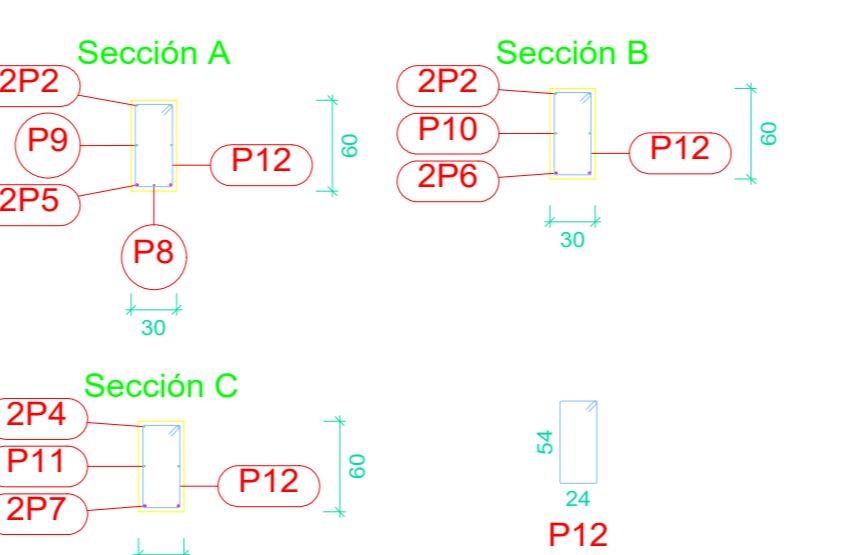 Sección A
2P2
P9
2P5
P12
P8
60
30
Sección B
2P2
P10
2P6
P12
60
30
Sección C
2P4
P11
2P7
P12
60
54
24
P12